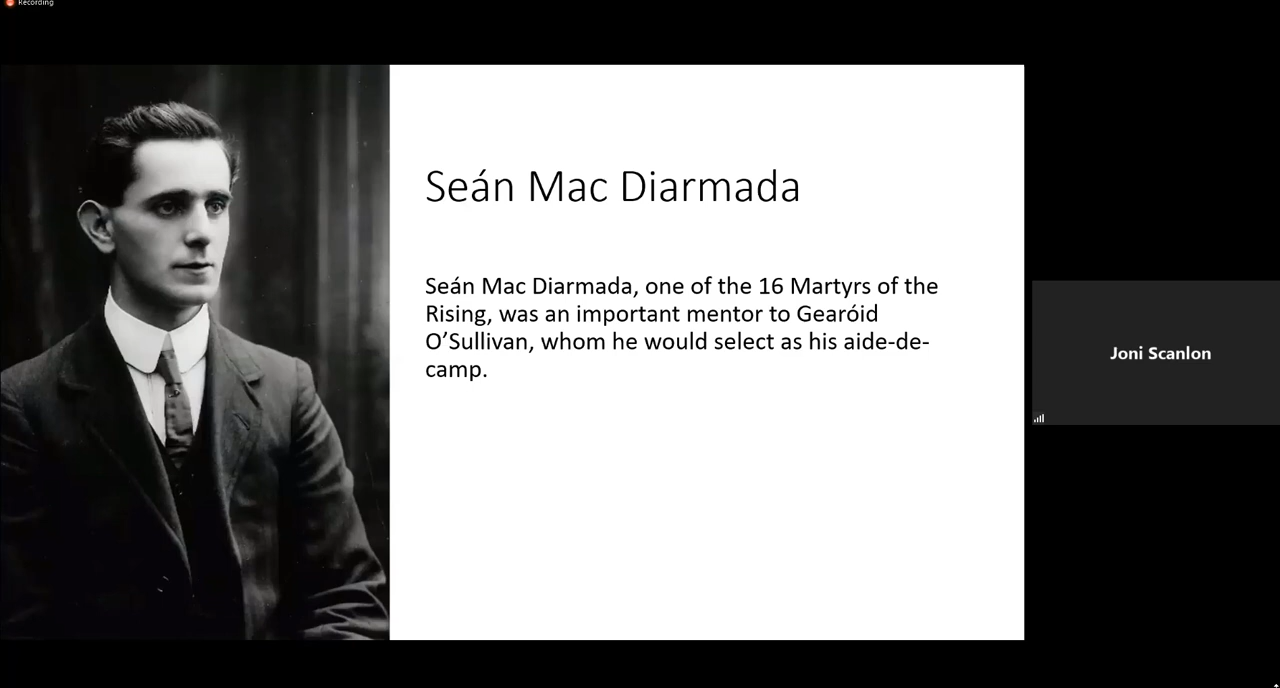 Recording
Seán Mac Diarmada
Seán Mac Diarmada, one of the 16 Martyrs of the
Rising, was an important mentor to Gearóid
O’Sullivan, whom he would select as his aide-de-
camp.
Joni Scanlon